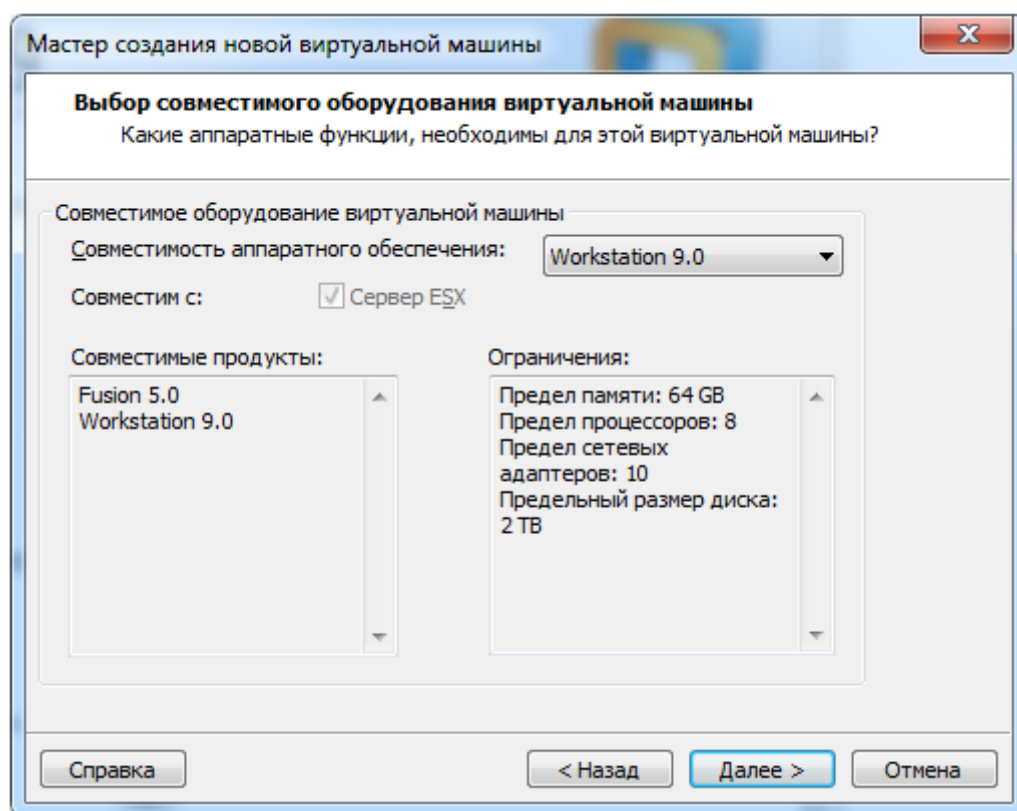 Мастер создания новой виртуальной машины
Выбор совместимого оборудования виртуальной машины
Какие аппаратные функции, необходимы для этой виртуальной машины?
Совместимое оборудование виртуальной машины
Совместимость аппаратного обеспечения: Workstation 9.0
Совместим с: Сервер ESX
Совместимые продукты:
Fusion 5.0
Workstation 9.0
Ограничения:
Предел памяти: 64 GB
Предел процессоров: 8
Предел сетевых
адаптеров: 10
Предельный размер диска:
2 TB
Справка
< Назад
Далее >
Отмена